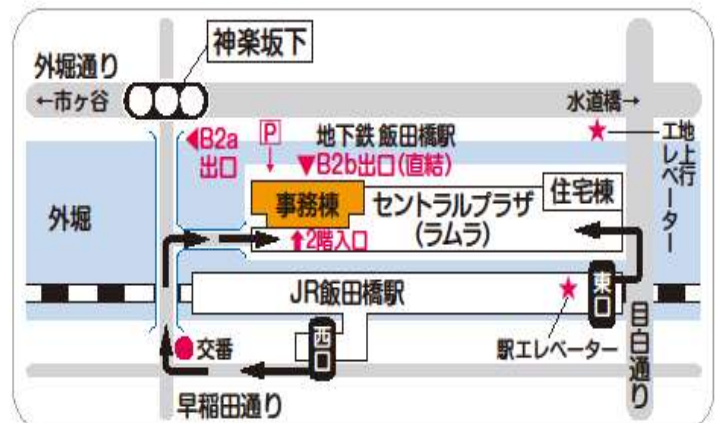 神楽坂下
外堀通り
←市ヶ谷
水道橋→
◀B2a
出口
P
地下鉄 飯田橋駅
▼B2b出口(直結)
★
地上行
エレベーター
外堀
事務棟
セントラルプラザ
(ラムラ)
住宅棟
⬆2階入口
JR飯田橋駅
★
東口
西口
交番
駅エレベーター
目白通り
早稲田通り